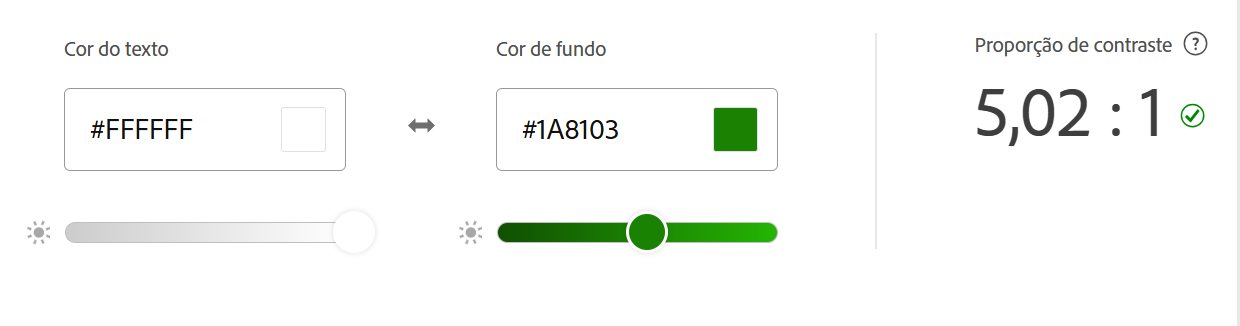 Cor do texto
#FFFFFF
Cor de fundo
#1A8103
Proporção de contraste ?
5,02 : 1